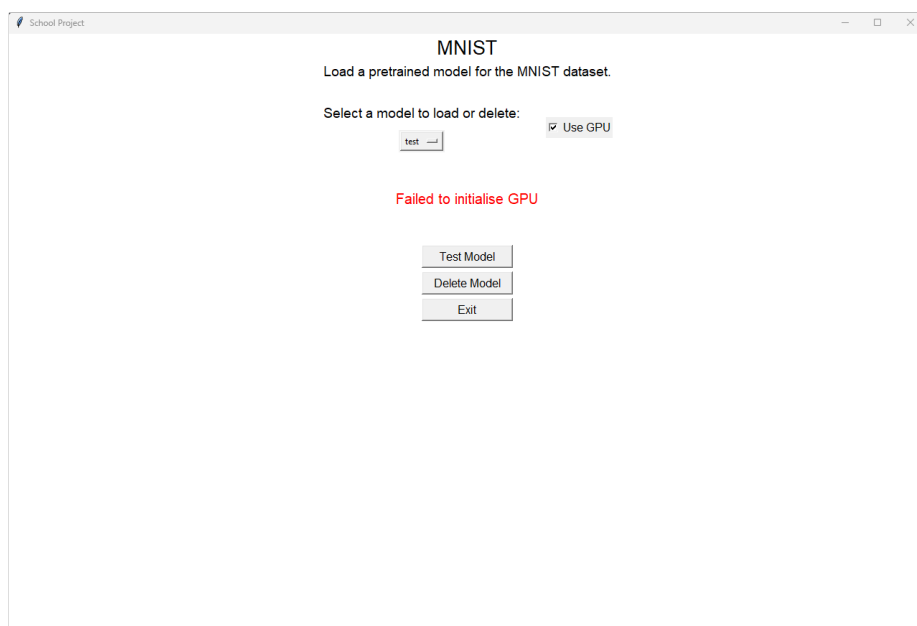 School Project
MNIST
Load a pretrained model for the MNIST dataset.
Select a model to load or delete:
Use GPU
test
Failed to initialise GPU
Test Model
Delete Model
Exit